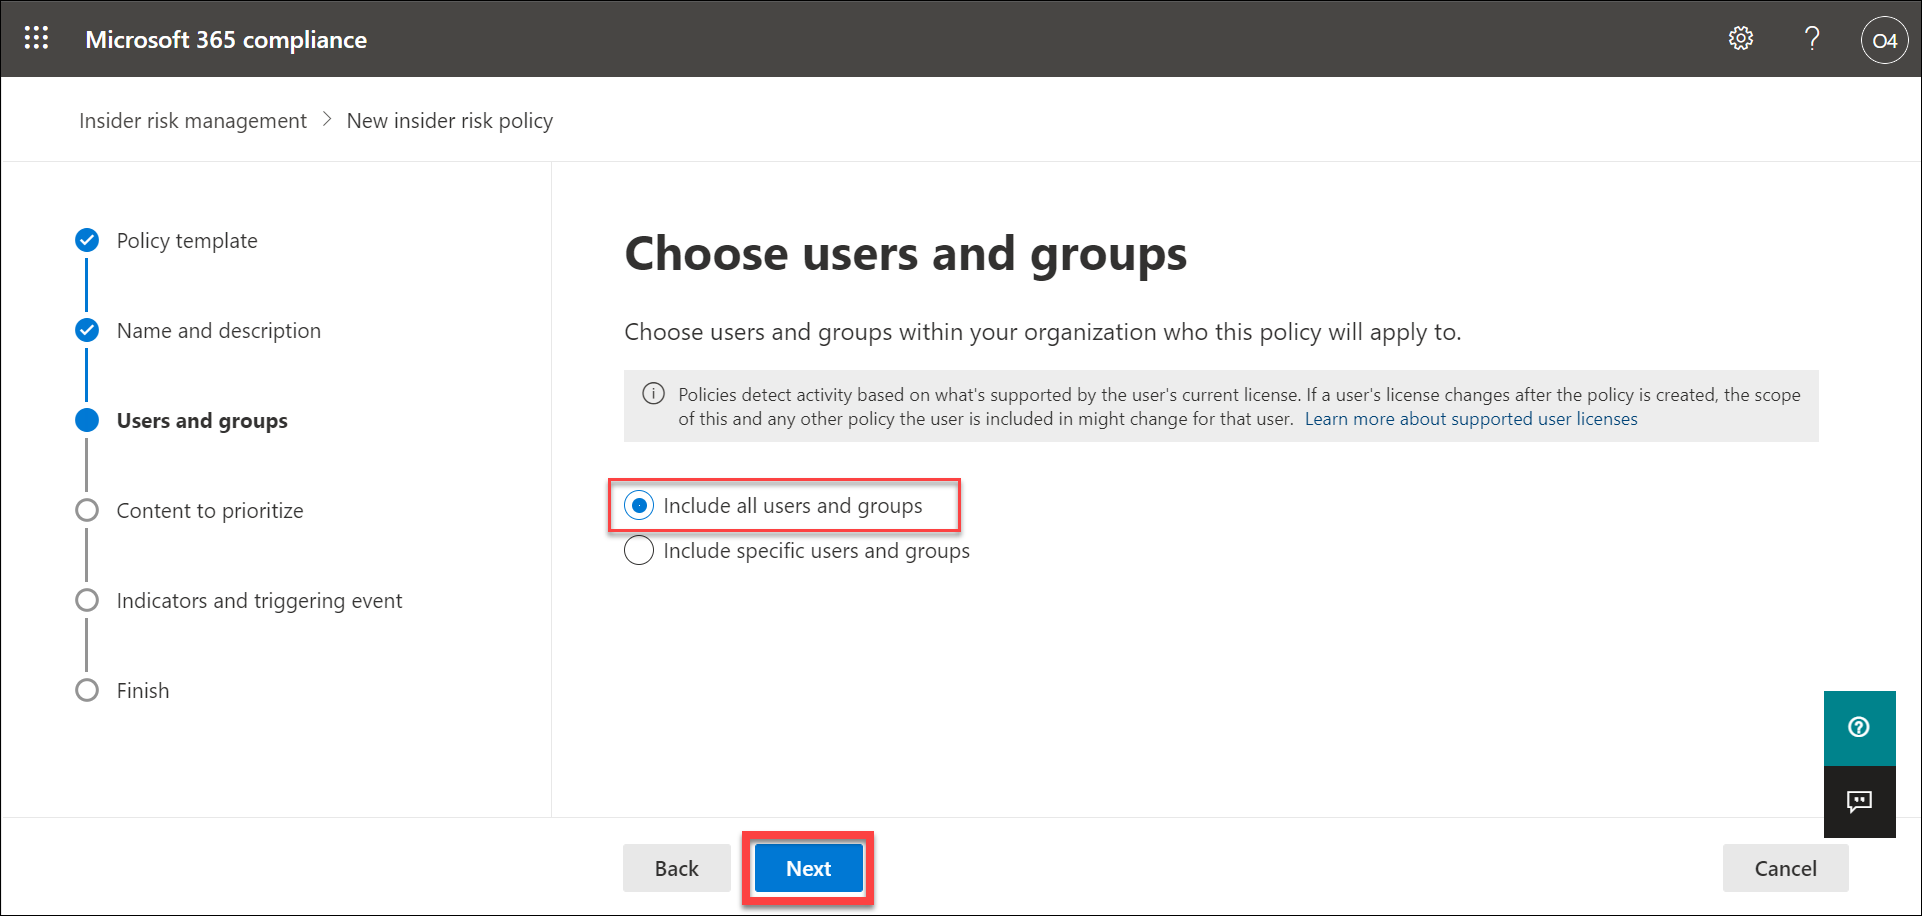 Microsoft 365 compliance
?
O4
Insider risk management > New insider risk policy
Policy template
Name and description
Users and groups
Content to prioritize
Indicators and triggering event
Finish
Choose users and groups
Choose users and groups within your organization who this policy will apply to.
Policies detect activity based on what's supported by the user's current license. If a user's license changes after the policy is created, the scope
of this and any other policy the user is included in might change for that user. Learn more about supported user licenses
Include all users and groups
Include specific users and groups
Back
Next
Cancel